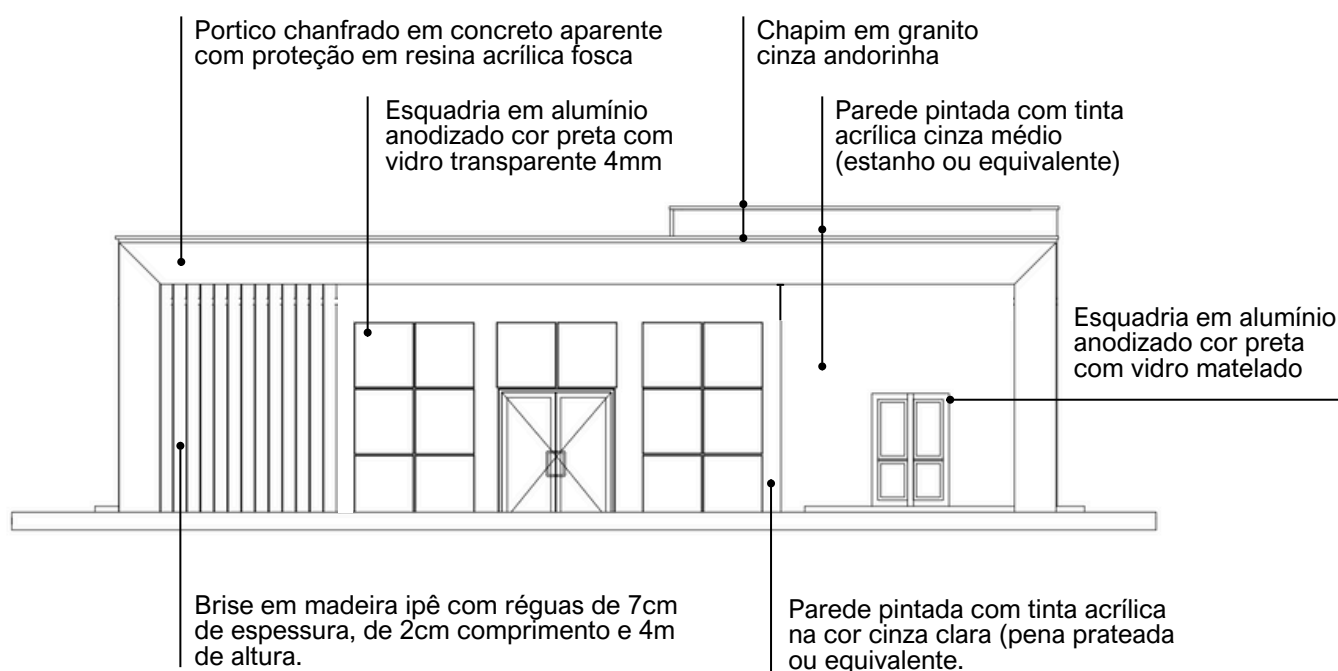 Portico chanfrado em concreto aparente
com proteção em resina acrílica fosca
Chapim em granito
cinza andorinha
Esquadria em alumínio
anodizado cor preta com
vidro transparente 4mm
Parede pintada com tinta
acrílica cinza médio
(estanho ou equivalente)
Esquadria em alumínio
anodizado cor preta
com vidro matelado
Brise em madeira ipê com réguas de 7cm
de espessura, de 2cm comprimento e 4m
de altura.
Parede pintada com tinta acrílica
na cor cinza clara (pena prateada
ou equivalente.